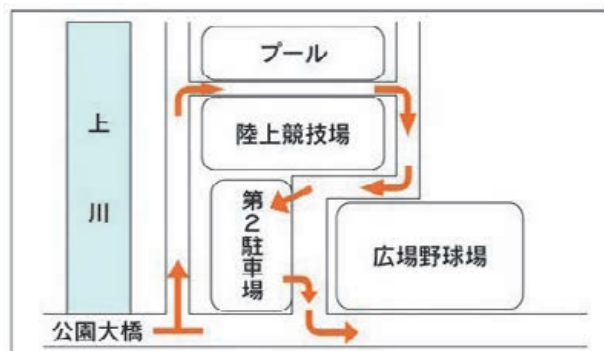 プール
陸上競技場
上川
第2駐車場
広場野球場
公園大橋